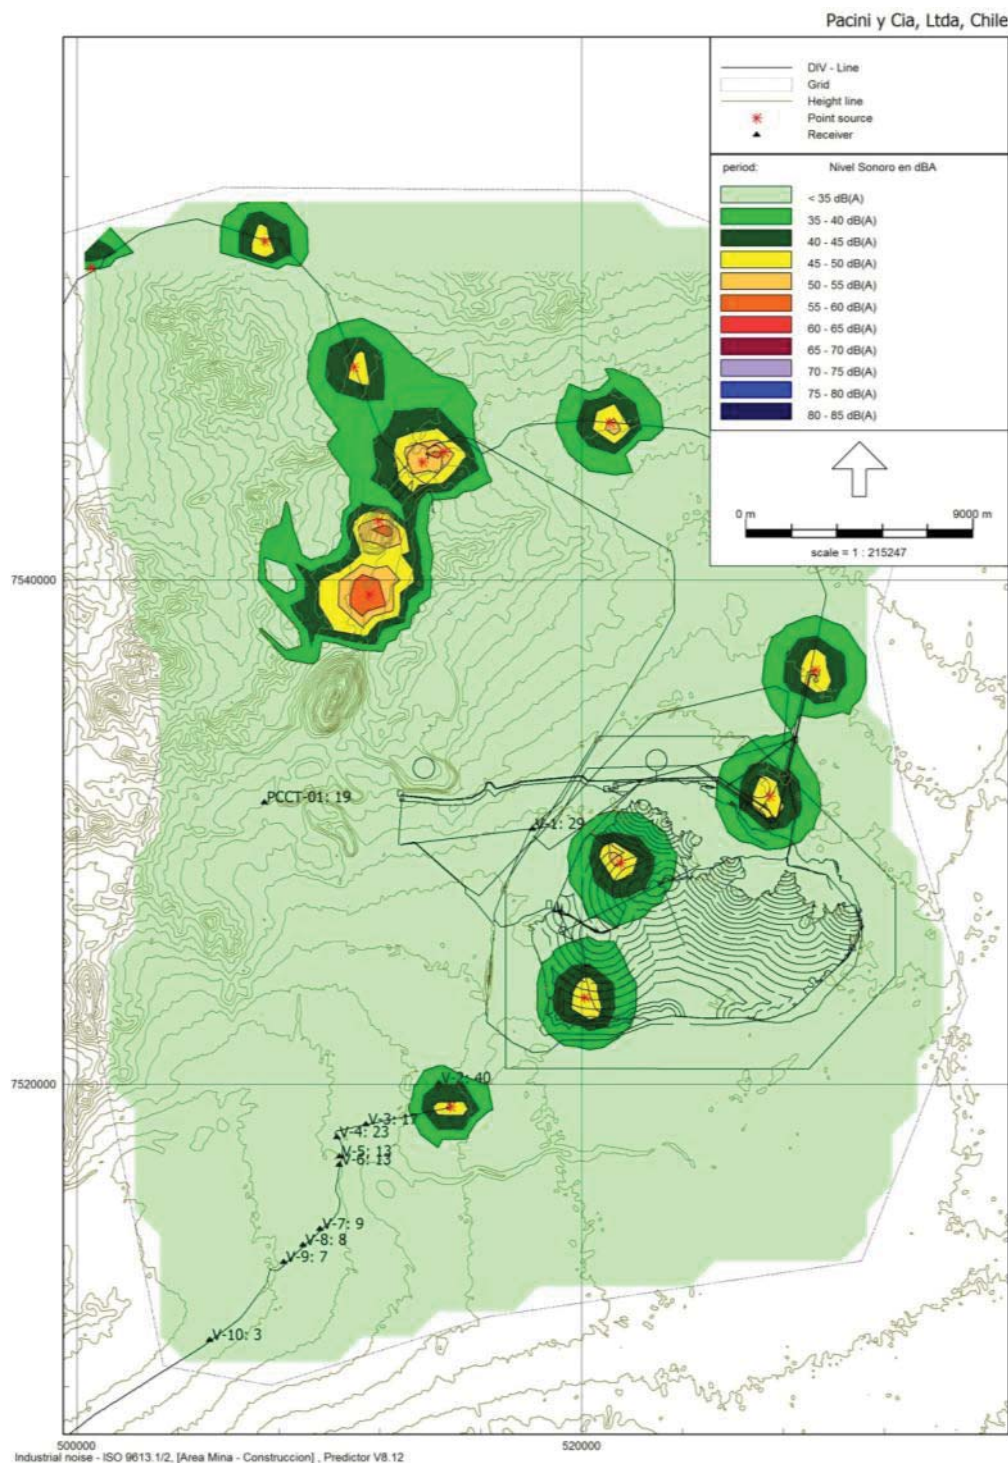 Pacini y Cia, Ltda, Chile
DIV - Line
Grid
Height line
Point source
Receiver
period: Nivel Sonoro en dBA
< 35 dB(A)
35 - 40 dB(A)
40 - 45 dB(A)
45 - 50 dB(A)
50 - 55 dB(A)
55 - 60 dB(A)
60 - 65 dB(A)
65 - 70 dB(A)
70 - 75 dB(A)
75 - 80 dB(A)
80 - 85 dB(A)
0 m 9000 m
scale = 1 : 215247
7540000
PCCT-01: 19
V-1: 29
7520000
V-2: 40
V-3: 17
V-4: 23
V-5: 13
V-6: 13
V-7: 9
V-8: 8
V-9: 7
V-10: 3
500000 520000
Industrial noise - ISO 9613.1/2, [Area Mina - Construccion] , Predictor V8.12